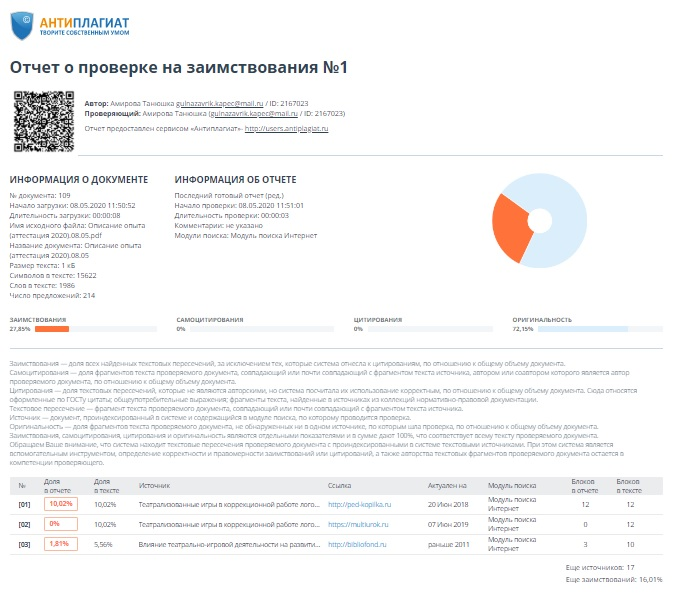 АНТИПЛАГИАТ
ТВОРИТЕ СОБСТВЕННЫМ УМОМ
Отчет о проверке на заимствования №1
Автор: Амирова Танюшка gulnazavrik.kapec@mail.ru / ID: 2167023
Проверяющий: Амирова Танюшка (gulnazavrik.kapec@mail.ru / ID: 2167023)
Отчет предоставлен сервисом «Антиплагиат»- http://users.antiplagiat.ru
ИНФОРМАЦИЯ О ДОКУМЕНТЕ
№ документа: 109
Начало загрузки: 08.05.2020 11:50:52
Длительность загрузки: 00:00:08
Имя исходного файла: Описание опыта
(аттестация 2020).08.05.pdf
Название документа: Описание опыта
(аттестация 2020).08.05
Размер текста: 1 кБ
Cимволов в тексте: 15622
Слов в тексте: 1986
Число предложений: 214
ИНФОРМАЦИЯ ОБ ОТЧЕТЕ
Последний готовый отчет (ред.)
Начало проверки: 08.05.2020 11:51:01
Длительность проверки: 00:00:03
Комментарии: не указано
Модули поиска: Модуль поиска Интернет
ЗАИМСТВОВАНИЯ
27,85%
САМОЦИТИРОВАНИЯ
0%
ЦИТИРОВАНИЯ
0%
ОРИГИНАЛЬНОСТЬ
72,15%
Заимствования — доля всех найденных текстовых пересечений, за исключением тех, которые система отнесла к цитированиям, по отношению к общему объему документа.
Самоцитирования — доля фрагментов текста проверяемого документа, совпадающий или почти совпадающий с фрагментом текста источника, автором или соавтором которого является автор
проверяемого документа, по отношению к общему объему документа.
Цитирования — доля текстовых пересечений, которые не являются авторскими, но система посчитала их использование корректным, по отношению к общему объему документа. Сюда относятся
оформленные по ГОСТу цитаты; общеупотребительные выражения; фрагменты текста, найденные в источниках из коллекций нормативно-правовой документации.
Текстовое пересечение — фрагмент текста проверяемого документа, совпадающий или почти совпадающий с фрагментом текста источника.
Источник — документ, проиндексированный в системе и содержащийся в модуле поиска, по которому проводится проверка.
Оригинальность — доля фрагментов текста проверяемого документа, не обнаруженных ни в одном источнике, по которым шла проверка, по отношению к общему объему документа.
Заимствования, самоцитирования, цитирования и оригинальность являются отдельными показателями и в сумме дают 100%, что соответствует всему тексту проверяемого документа.
Обращаем Ваше внимание, что система находит текстовые пересечения проверяемого документа с проиндексированными в системе текстовыми источниками. При этом система является
вспомогательным инструментом, определение корректности и правомерности заимствований или цитирований, а также авторства текстовых фрагментов проверяемого документа остается в
компетенции проверяющего.
№ Доля в отчете Доля в тексте Источник Ссылка Актуален на Модуль поиска Блоков в отчете Блоков в тексте
[01] 10,02% 10,02% Театрализованные игры в коррекционной работе лого... http://ped-kopilka.ru 20 Июн 2018 Модуль поиска Интернет 12 12
[02] 0% 10,02% Театрализованные игры в коррекционной работе лого... https://multiurok.ru 07 Июн 2019 Модуль поиска Интернет 0 12
[03] 1,81% 5,56% Влияние театрально-игровой деятельности на развити... http://bibliofond.ru раньше 2011 Модуль поиска Интернет 3 10
Еще источников: 17
Еще заимствований: 16,01%